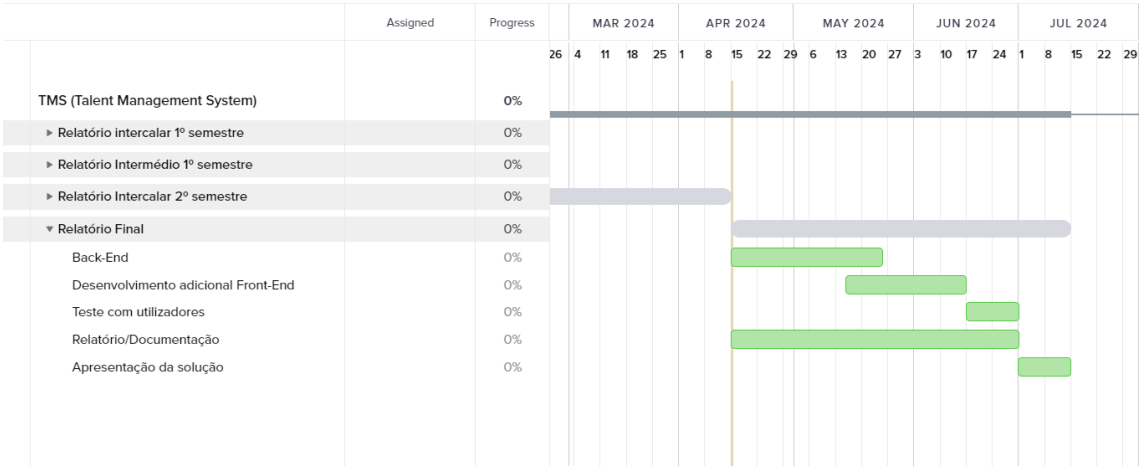 Assigned Progress MAR 2024 APR 2024 MAY 2024 JUN 2024 JUL 2024
26 4 11 18 25 1 8 15 22 29 6 13 20 27 3 10 17 24 1 8 15 22 29
TMS (Talent Management System) 0%
Relatório intercalar 1º semestre 0%
Relatório Intermédio 1º semestre 0%
Relatório Intercalar 2º semestre 0%
Relatório Final 0%
Back-End 0%
Desenvolvimento adicional Front-End 0%
Teste com utilizadores 0%
Relatório/Documentação 0%
Apresentação da solução 0%